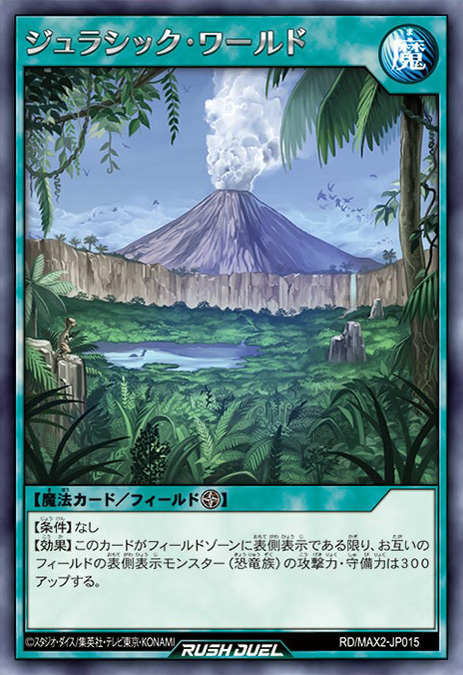 ジュラシック・ワールド
魔
【魔法カード／フィールド】
【条件】なし
【効果】このカードがフィールドゾーンに表側表示である限り、お互いの
フィールドの表側表示モンスター（恐竜族）の攻撃力・守備力は３００
アップする。
©スタジオ・ダイス/集英社・テレビ東京・KONAMI
RUSH DUEL
RD/MAX2-JP015